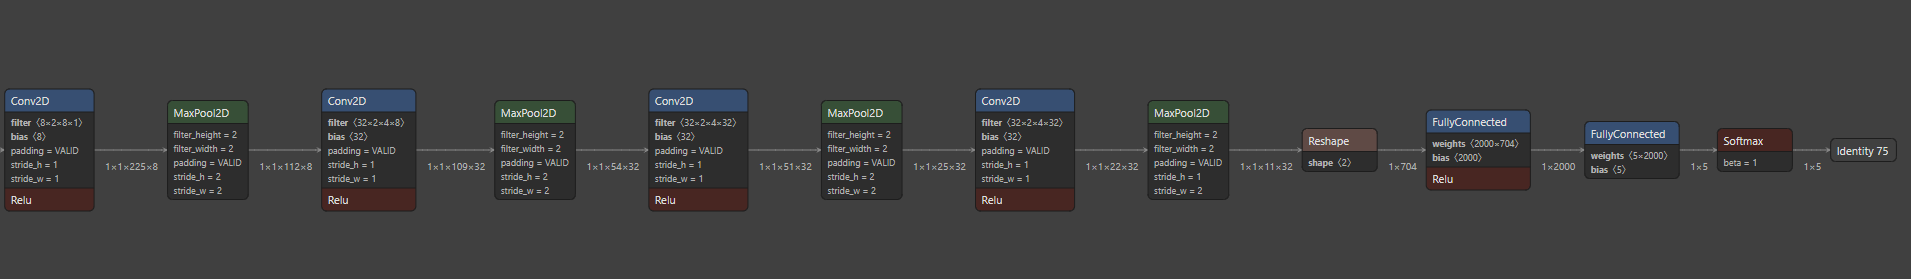 Conv2D
filter ⟨8×2×8×1⟩
bias ⟨8⟩
padding = VALID
stride_h = 1
stride_w = 1
Relu
1×1×225×8
MaxPool2D
filter_height = 2
filter_width = 2
padding = VALID
stride_h = 2
stride_w = 2
1×1×112×8
Conv2D
filter ⟨32×2×4×8⟩
bias ⟨32⟩
padding = VALID
stride_h = 1
stride_w = 1
Relu
1×1×109×32
MaxPool2D
filter_height = 2
filter_width = 2
padding = VALID
stride_h = 2
stride_w = 2
1×1×54×32
Conv2D
filter ⟨32×2×4×32⟩
bias ⟨32⟩
padding = VALID
stride_h = 1
stride_w = 1
Relu
1×1×51×32
MaxPool2D
filter_height = 2
filter_width = 2
padding = VALID
stride_h = 2
stride_w = 2
1×1×25×32
Conv2D
filter ⟨32×2×4×32⟩
bias ⟨32⟩
padding = VALID
stride_h = 1
stride_w = 1
Relu
1×1×22×32
MaxPool2D
filter_height = 2
filter_width = 2
padding = VALID
stride_h = 1
stride_w = 2
1×1×11×32
Reshape
shape ⟨2⟩
1×704
FullyConnected
weights ⟨2000×704⟩
bias ⟨2000⟩
Relu
1×2000
FullyConnected
weights ⟨5×2000⟩
bias ⟨5⟩
1×5
Softmax
beta = 1
1×5
Identity 75